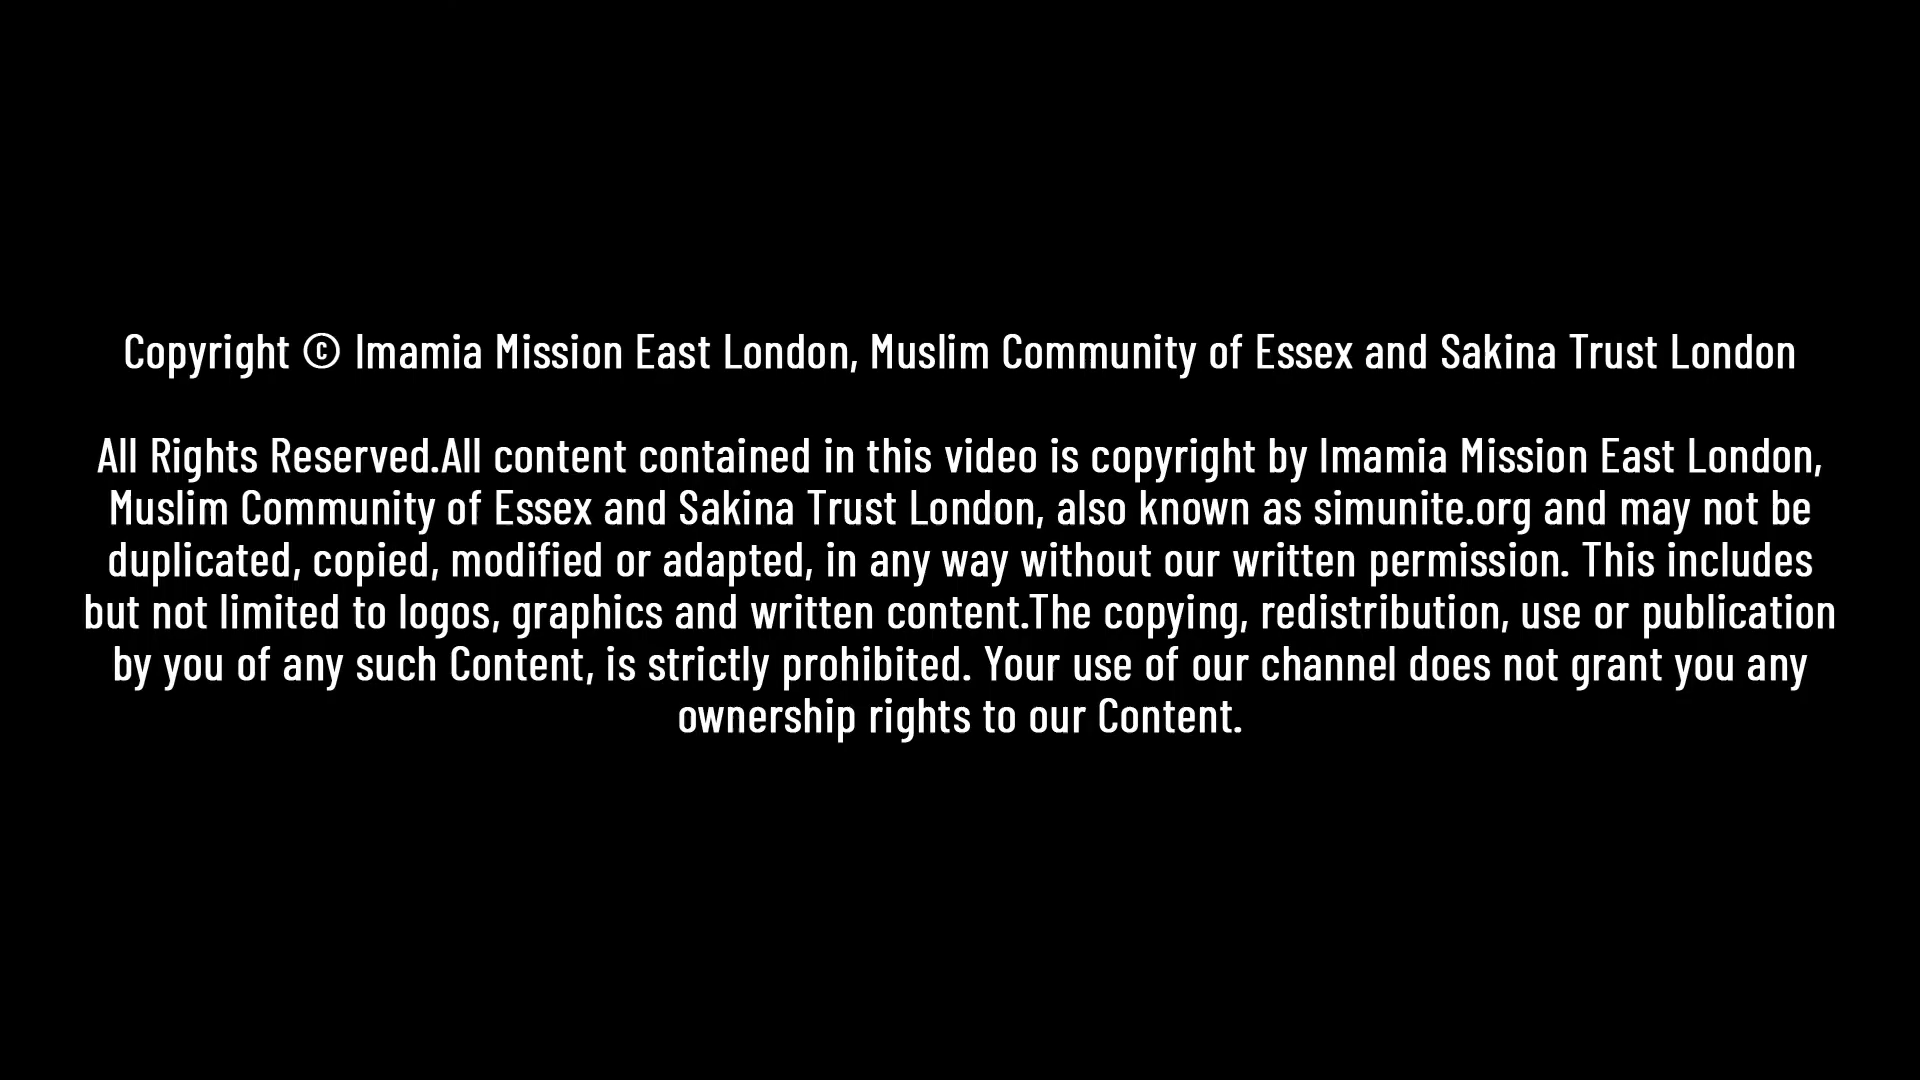 Copyright © Imamia Mission East London, Muslim Community of Essex and Sakina Trust London
All Rights Reserved.All content contained in this video is copyright by Imamia Mission East London,
Muslim Community of Essex and Sakina Trust London, also known as simunite.org and may not be
duplicated, copied, modified or adapted, in any way without our written permission. This includes
but not limited to logos, graphics and written content.The copying, redistribution, use or publication
by you of any such Content, is strictly prohibited. Your use of our channel does not grant you any
ownership rights to our Content.